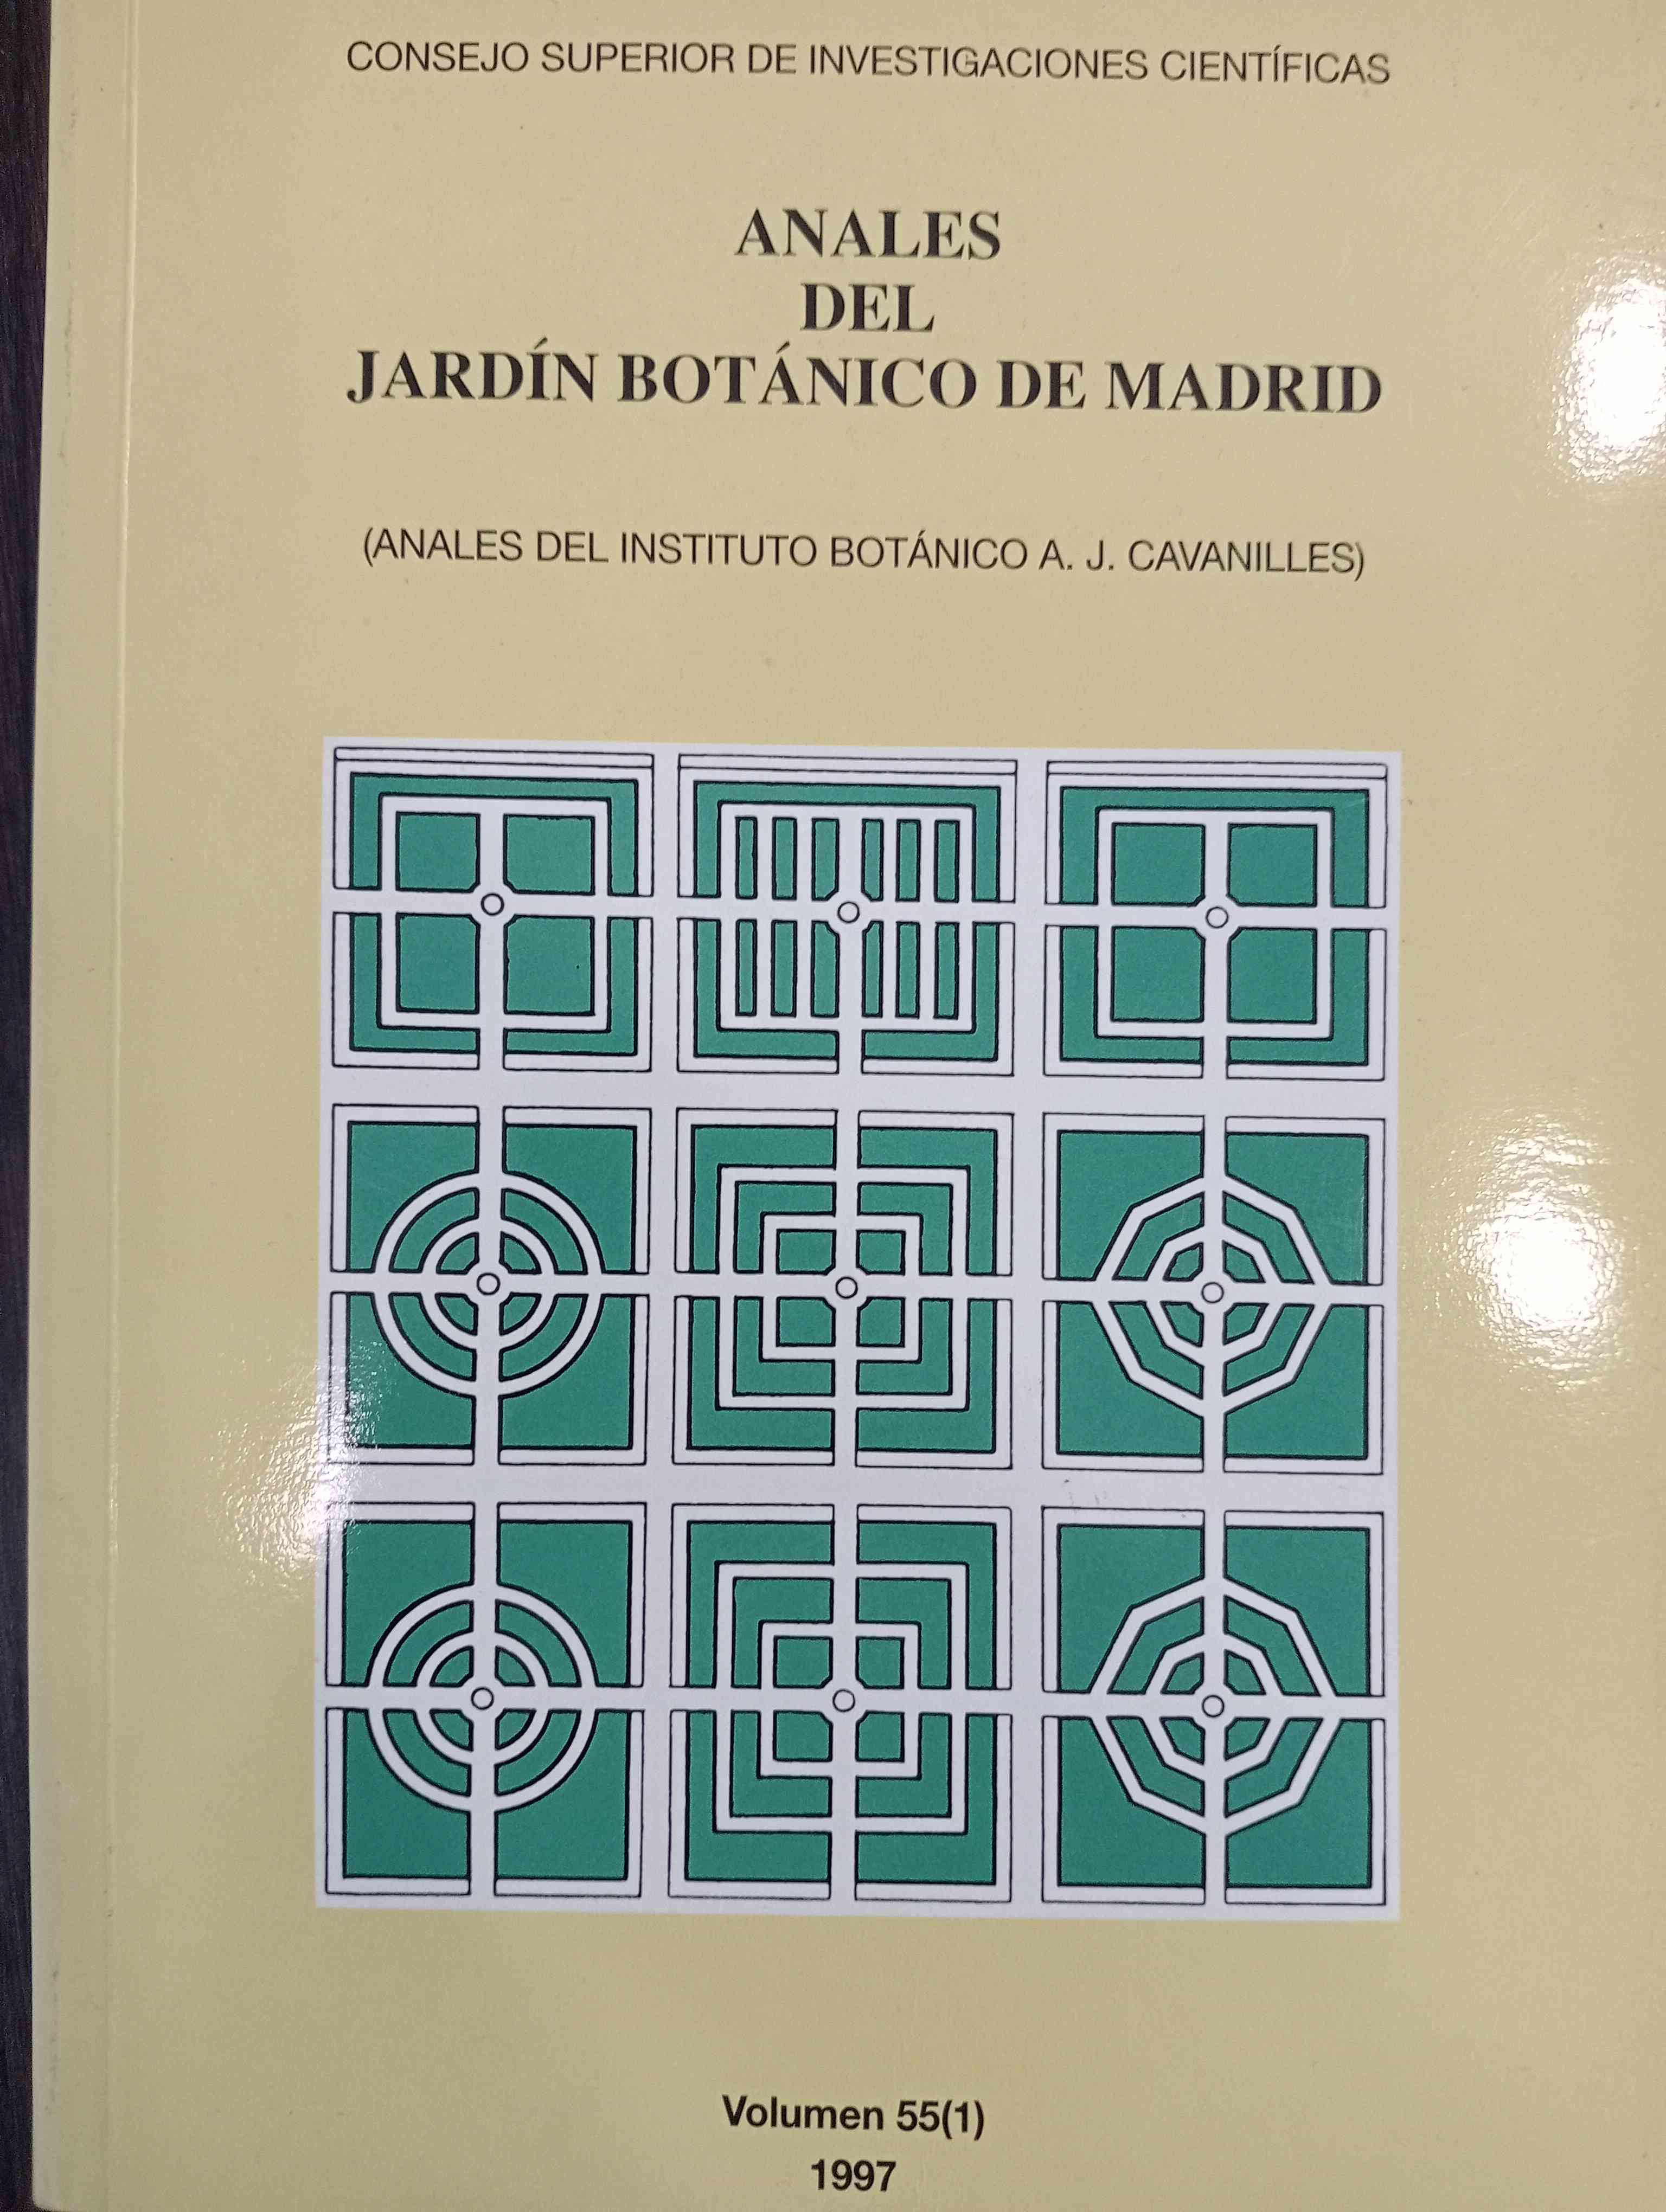 CONSEJO SUPERIOR DE INVESTIGACIONES CIENTÍFICAS
ANALES
DEL
JARDÍN BOTÁNICO DE MADRID
(ANALES DEL INSTITUTO BOTÁNICO A. J. CAVANILLES)
Volumen 55(1)
1997